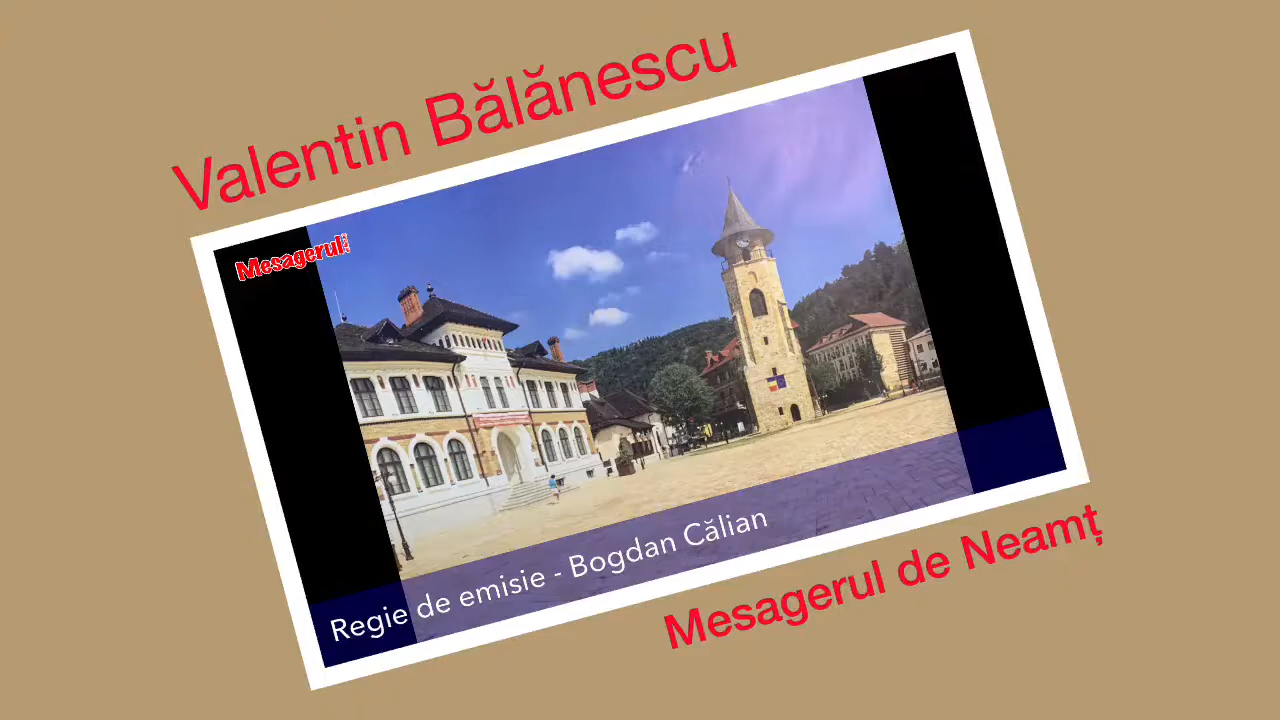 Valentin Bălănescu
Mesagerul
Regie de emisie - Bogdan Călian
Mesagerul de Neamț